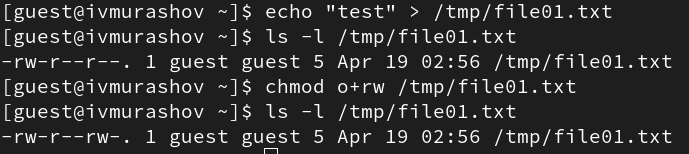 [guest@ivmurashov ~]$ echo "test" > /tmp/file01.txt
[guest@ivmurashov ~]$ ls -l /tmp/file01.txt
-rw-r--r--. 1 guest guest 5 Apr 19 02:56 /tmp/file01.txt
[guest@ivmurashov ~]$ chmod o+rw /tmp/file01.txt
[guest@ivmurashov ~]$ ls -l /tmp/file01.txt
-rw-r--rw-. 1 guest guest 5 Apr 19 02:56 /tmp/file01.txt